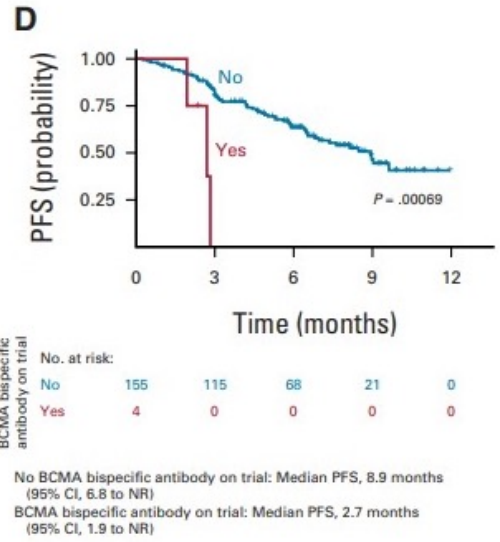 D
PFS (probability)
1.00
0.75
0.50
0.25
No
Yes
P = .00069
0 3 6 9 12
Time (months)
BCMA bispecific
antibody on trial
No. at risk:
No 155 115 68 21 0
Yes 4 0 0 0 0
No BCMA bispecific antibody on trial: Median PFS, 8.9 months
(95% CI, 6.8 to NR)
BCMA bispecific antibody on trial: Median PFS, 2.7 months
(95% CI, 1.9 to NR)